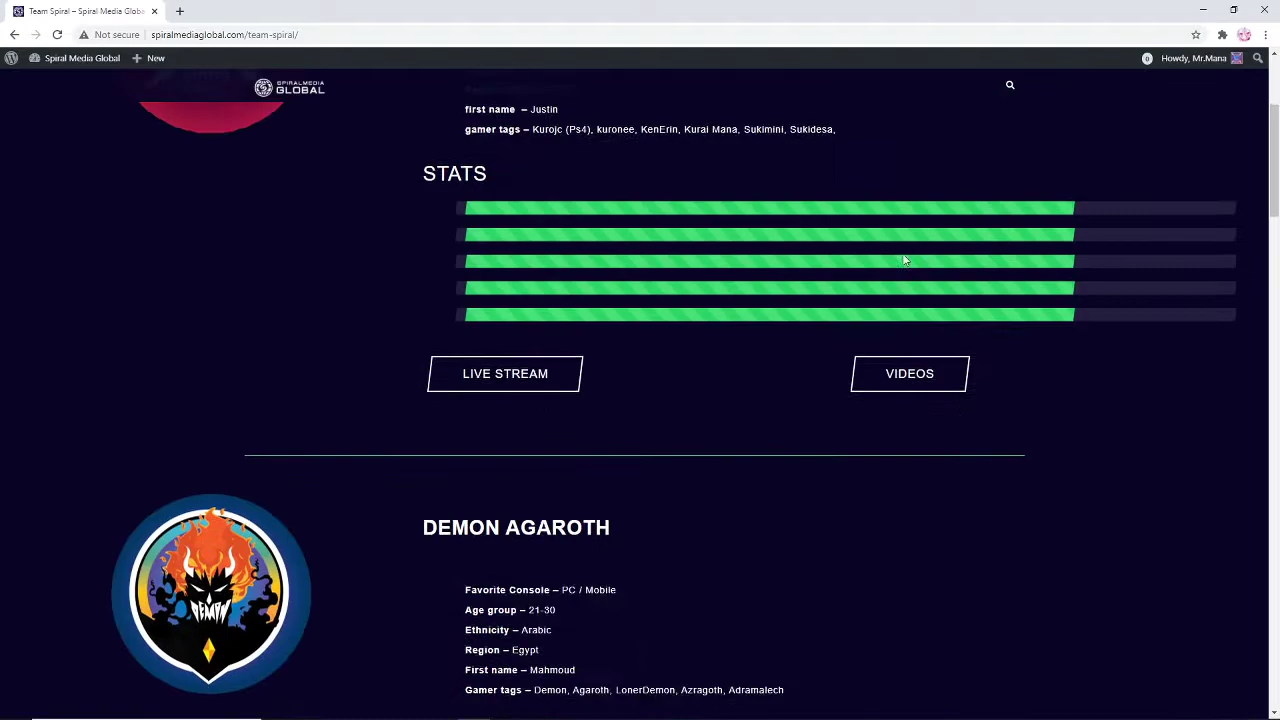 Team Spiral – Spiral Media Globa
Not secure | spiralmediaglobal.com/team-spiral/
Spiral Media Global
New
0
Howdy, Mr.Mana
SPIRALMEDIA
GLOBAL
first name – Justin
gamer tags – Kurojc (Ps4), kuronee, KenErin, Kurai Mana, Sukimini, Sukidesa,
STATS
LIVE STREAM
VIDEOS
DEMON AGAROTH
DEMON
Favorite Console – PC / Mobile
Age group – 21-30
Ethnicity – Arabic
Region – Egypt
First name – Mahmoud
Gamer tags – Demon, Agaroth, LonerDemon, Azragoth, Adramalech